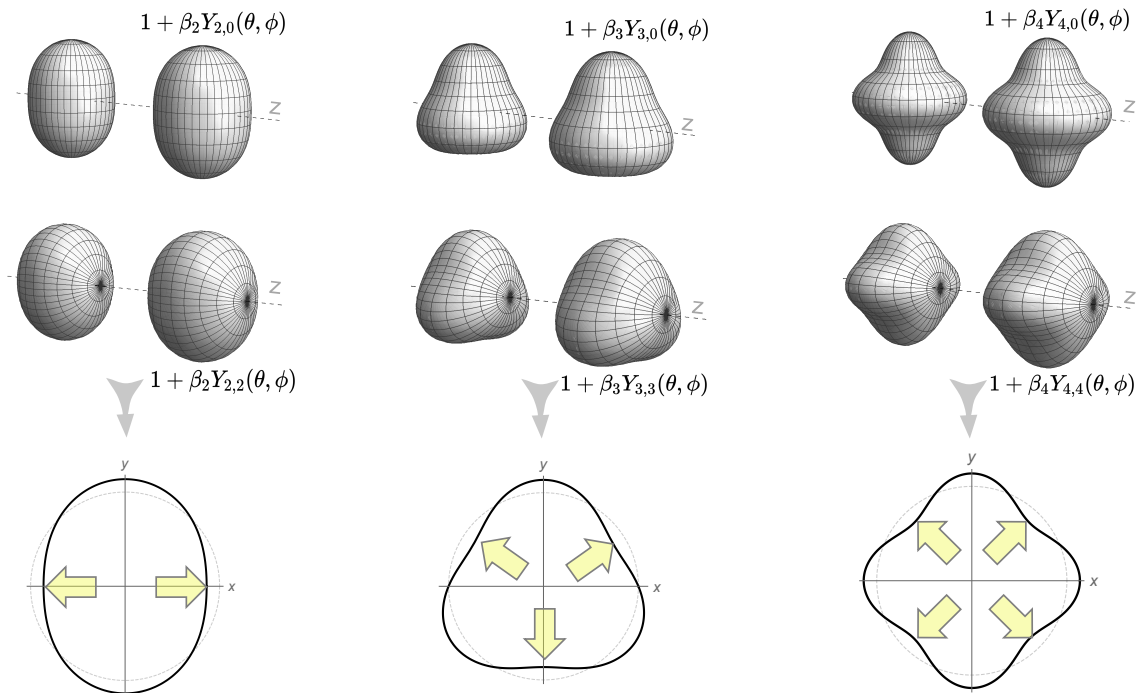 1 + β₂Y₂,₀(θ, ϕ)
1 + β₃Y₃,₀(θ, ϕ)
1 + β₄Y₄,₀(θ, ϕ)
Z
Z
Z
Z
Z
Z
1 + β₂Y₂,₂(θ, ϕ)
1 + β₃Y₃,₃(θ, ϕ)
1 + β₄Y₄,₄(θ, ϕ)
y
y
y
x
x
x